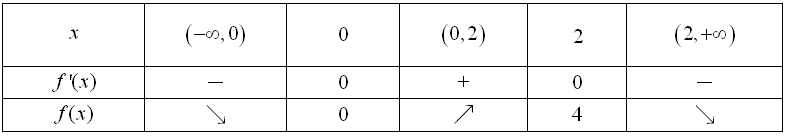 x (−∞,0) 0 (0,2) 2 (2,+∞)
f'(x) − 0 + 0 −
f(x) ↘ 0 ↗ 4 ↘